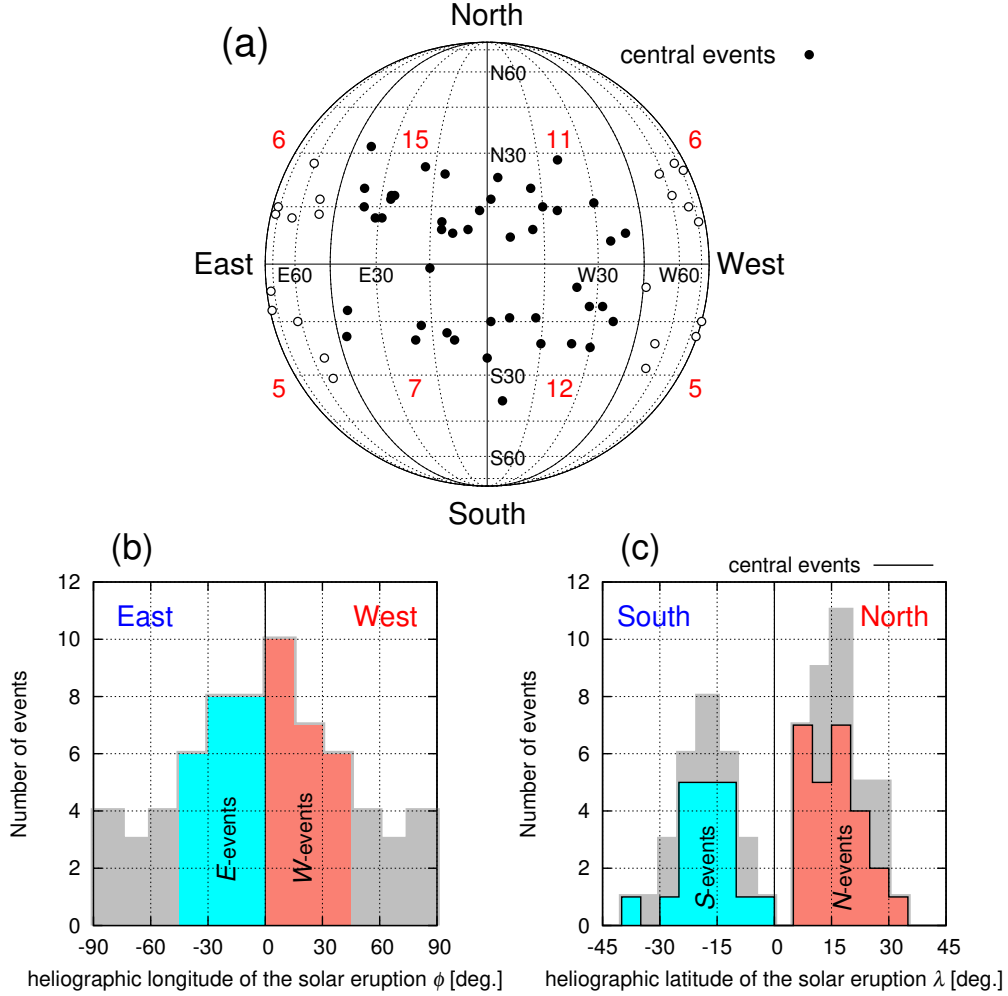 North
(a)
central events
N60
6
15
11
6
N30
East
E60
E30
W30
W60
West
5
7
S30
12
5
S60
South
(b)
(c)
central events
12
10
8
6
4
2
0
Number of events
East
West
E-events
W-events
-90
-60
-30
0
30
60
90
heliographic longitude of the solar eruption ϕ [deg.]
12
10
8
6
4
2
0
Number of events
South
North
S-events
N-events
-45
-30
-15
0
15
30
45
heliographic latitude of the solar eruption λ [deg.]